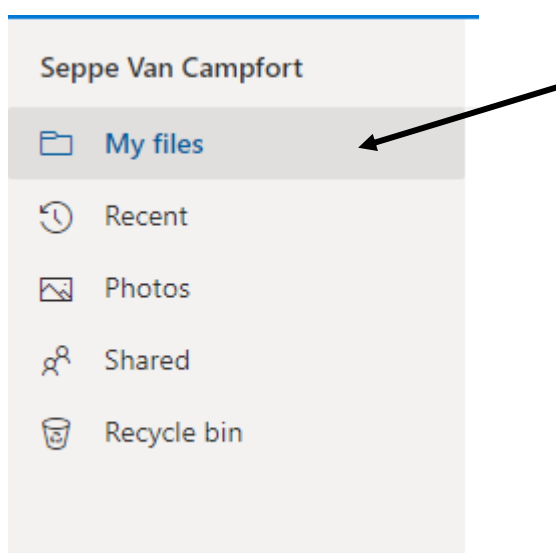 Seppe Van Campfort
My files
Recent
Photos
Shared
Recycle bin